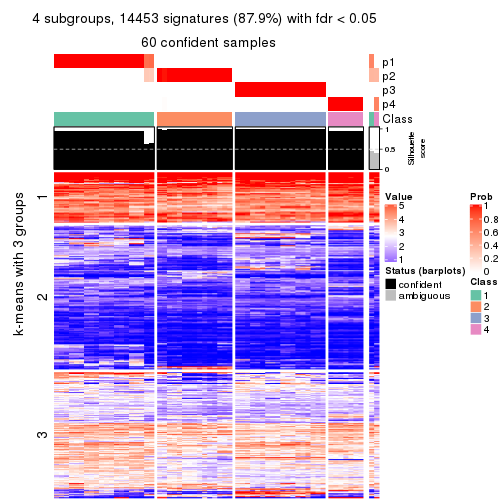 4 subgroups, 14453 signatures (87.9%) with fdr < 0.05
60 confident samples
p1
p2
p3
p4
Class
1
0.5
0
Silhouette
score
k-means with 3 groups
1
2
3
Value
5
4
3
2
1
Status (barplots)
confident
ambiguous
Prob
1
0.8
0.6
0.4
0.2
0
Class
1
2
3
4